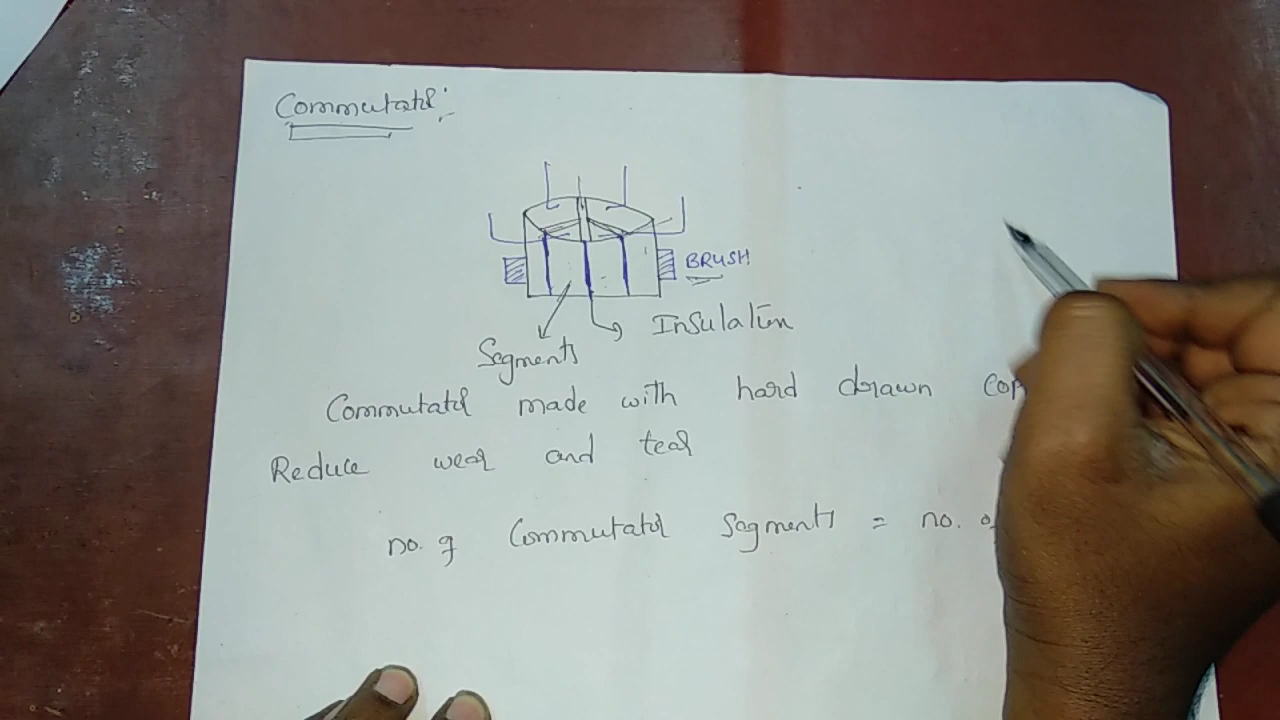 Commutator:
BRUSH
Insulation
Segments
Commutator made with hard drawn cop
Reduce wear and tear
no. of Commutator Segments = no. of